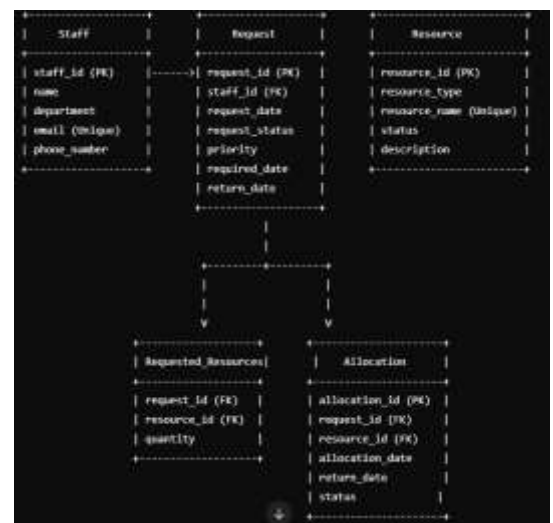 Staff Request Resource
staff_id (PK) request_id (PK) resource_id (PK)
name staff_id (FK) resource_type
department request_date resource_name (Unique)
email (Unique) request_status status
phone_number priority description
required_date
return_date
Requested_Resources Allocation
request_id (FK) allocation_id (PK)
resource_id (FK) request_id (FK)
quantity resource_id (FK)
allocation_date
return_date
status